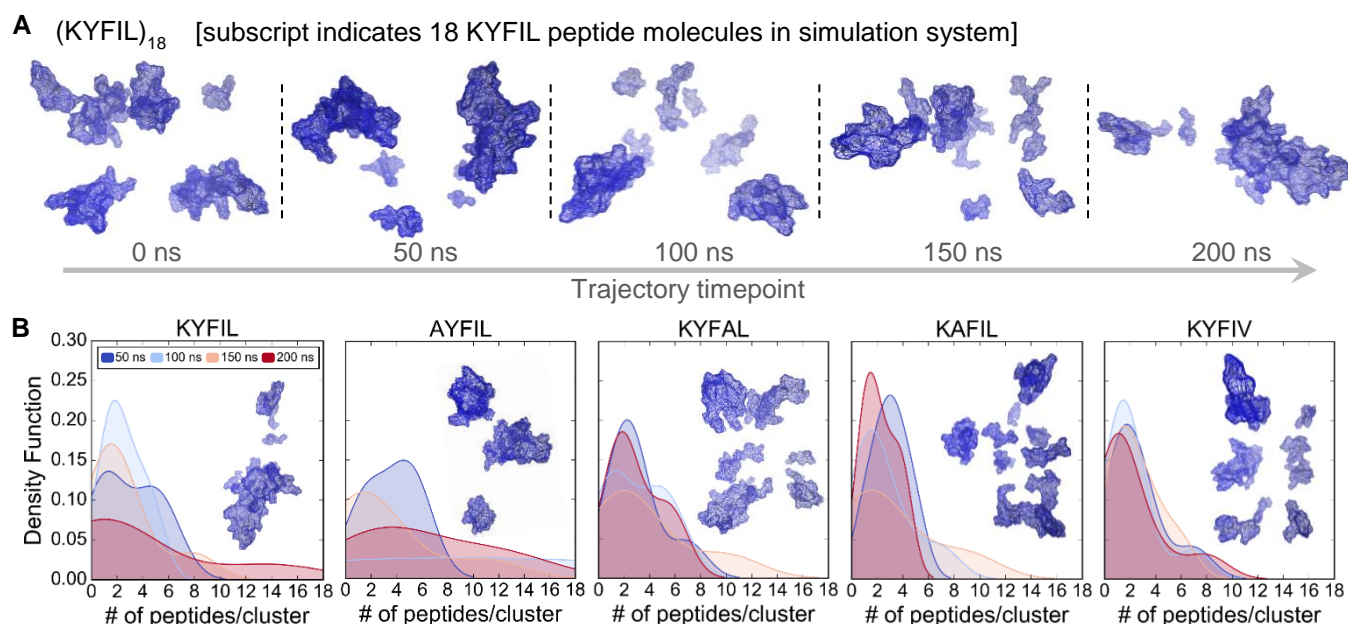 A (KYFIL)18 [subscript indicates 18 KYFIL peptide molecules in simulation system]
0 ns 50 ns 100 ns 150 ns 200 ns
Trajectory timepoint
B KYFIL AYFIL KYFAL KAFIL KYFIV
Density Function
0.30
0.25
0.20
0.15
0.10
0.05
0.00
50 ns 100 ns 150 ns 200 ns
0 2 4 6 8 10 12 14 16 18 2 4 6 8 10 12 14 16 18 0 2 4 6 8 10 12 14 16 18 0 2 4 6 8 10 12 14 16 18 0 2 4 6 8 10 12 14 16 18
# of peptides/cluster # of peptides/cluster # of peptides/cluster # of peptides/cluster # of peptides/cluster